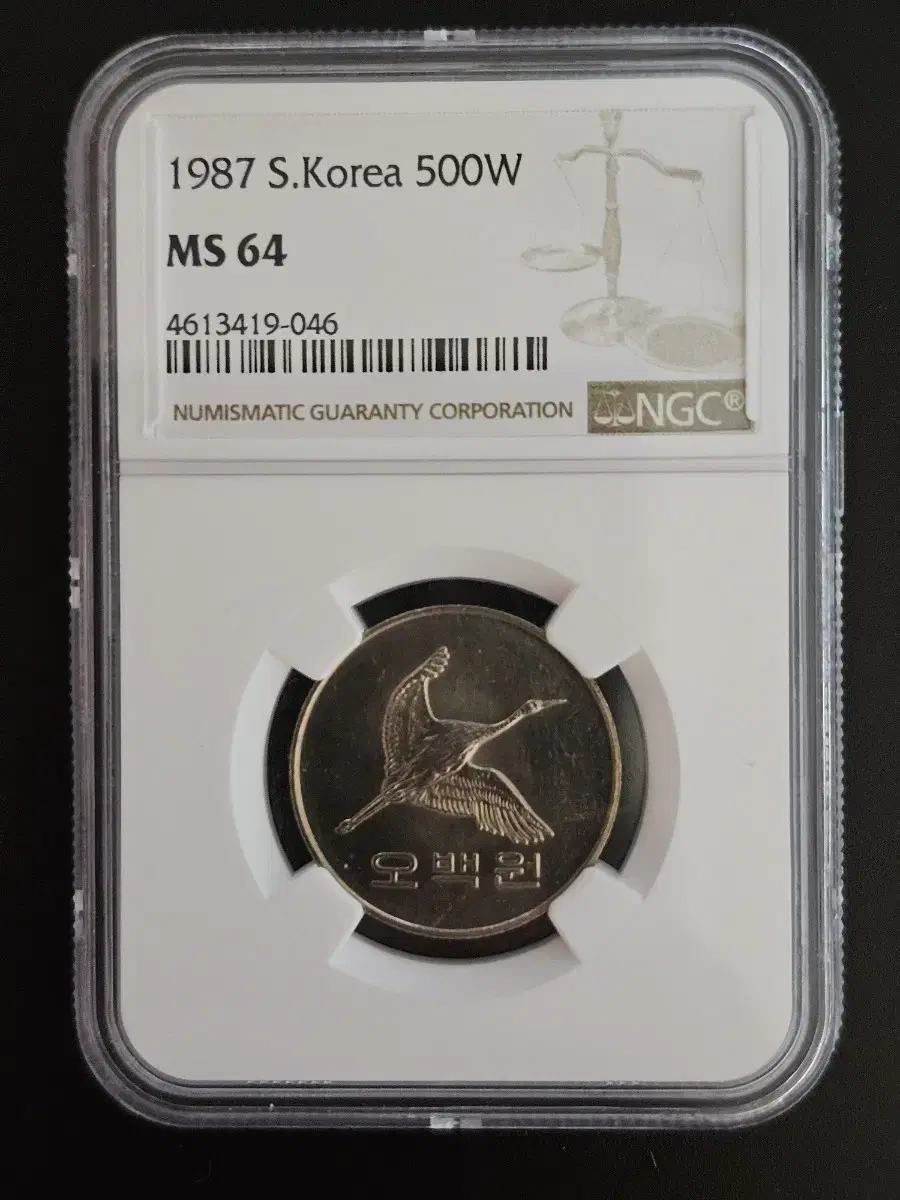 1987 S.Korea 500W
MS 64
4613419-046
NUMISMATIC GUARANTY CORPORATION NGC®
오백원